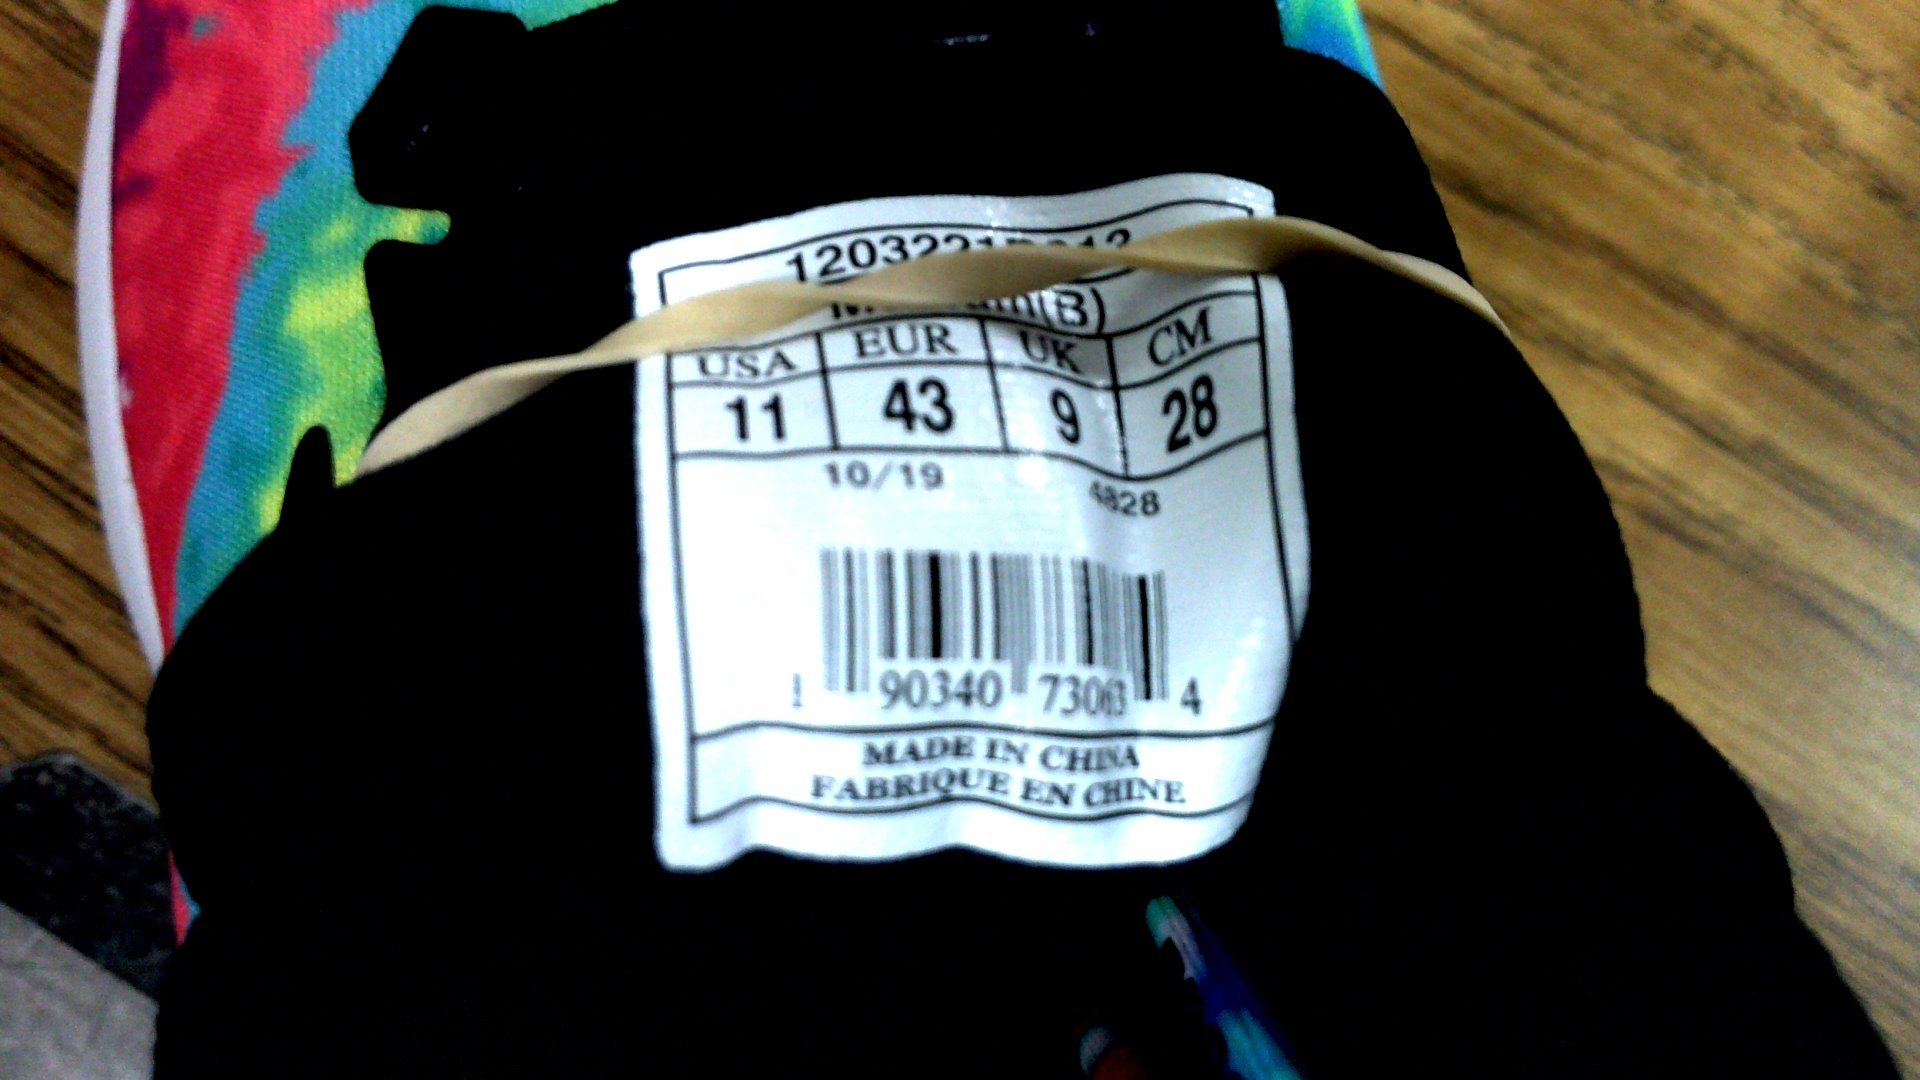 USA EUR UK CM
11 43 9 28
10/19 4828
1 90340 73063 4
MADE IN CHINA
FABRIQUE EN CHINE